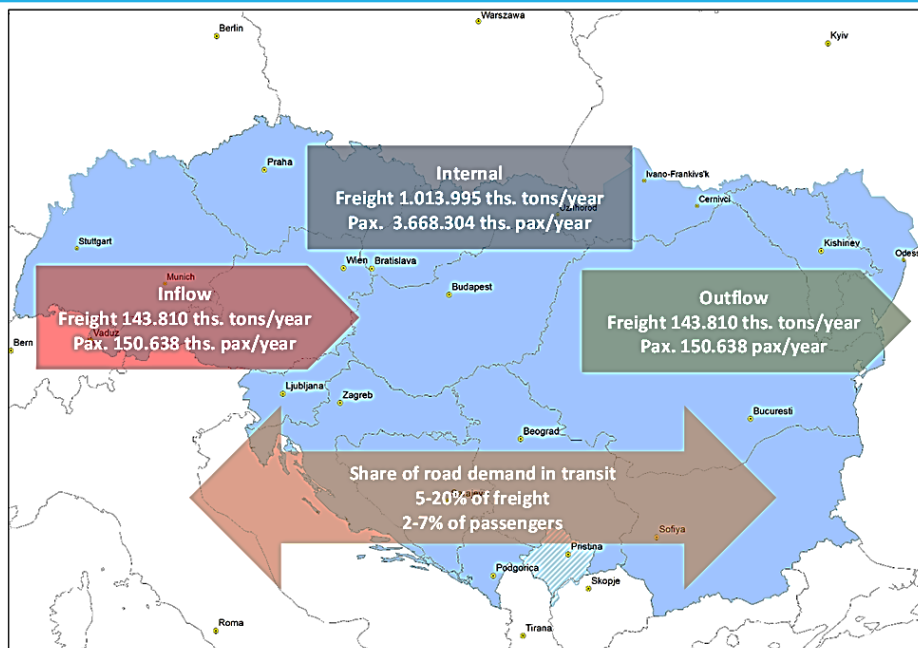 Warszawa
Berlin
Kyiv
Praha
Internal
Freight 1.013.995 ths. tons/year
Pax. 3.668.304 ths. pax/year
Ivano-Frankivs'k
Cernivci
Stuttgart
Kishinev
Odess
Wien
Bratislava
Munich
Budapest
Inflow
Freight 143.810 ths. tons/year
Pax. 150.638 ths. pax/year
Vaduz
Bern
Outflow
Freight 143.810 ths. tons/year
Pax. 150.638 pax/year
Ljubljana
Zagreb
Bucuresti
Beograd
Share of road demand in transit
5-20% of freight
2-7% of passengers
Sofiya
Pristina
Podgorica
Skopje
Roma
Tirana